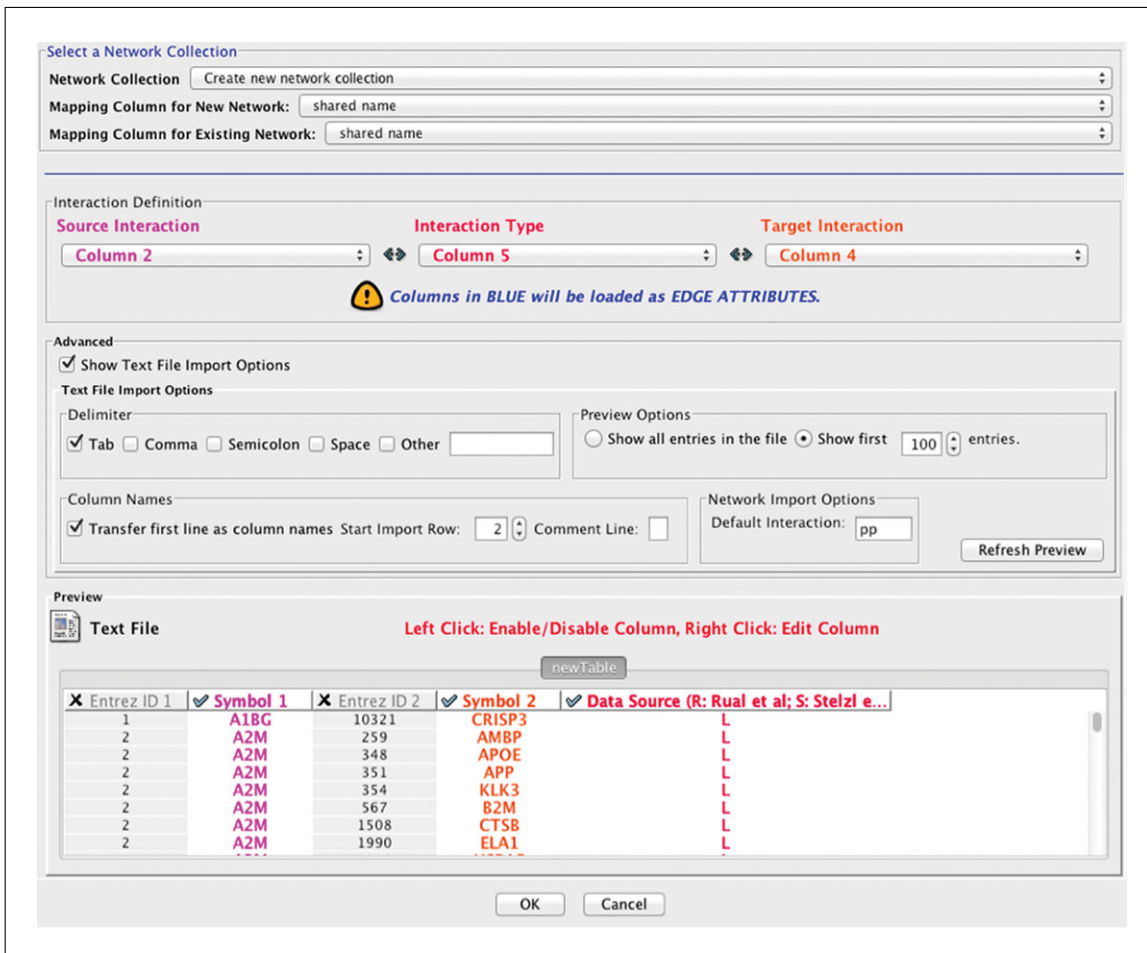 Select a Network Collection
Network Collection Create new network collection
Mapping Column for New Network: shared name
Mapping Column for Existing Network: shared name
Interaction Definition
Source Interaction Interaction Type Target Interaction
Column 2 Column 5 Column 4
Columns in BLUE will be loaded as EDGE ATTRIBUTES.
Advanced
Show Text File Import Options
Text File Import Options
Delimiter Preview Options
Tab Comma Semicolon Space Other Show all entries in the file Show first 100 entries.
Column Names Network Import Options
Transfer first line as column names Start Import Row: 2 Comment Line: Default Interaction: pp
Refresh Preview
Preview
Text File Left Click: Enable/Disable Column, Right Click: Edit Column
newTable
Entrez ID 1 Symbol 1 Entrez ID 2 Symbol 2 Data Source (R: Rual et al; S: Stelzl e...
1 A1BG 10321 CRISP3 L
2 A2M 259 AMBP L
2 A2M 348 APOE L
2 A2M 351 APP L
2 A2M 354 KLK3 L
2 A2M 567 B2M L
2 A2M 1508 CTSB L
2 A2M 1990 ELA1 L
OK Cancel